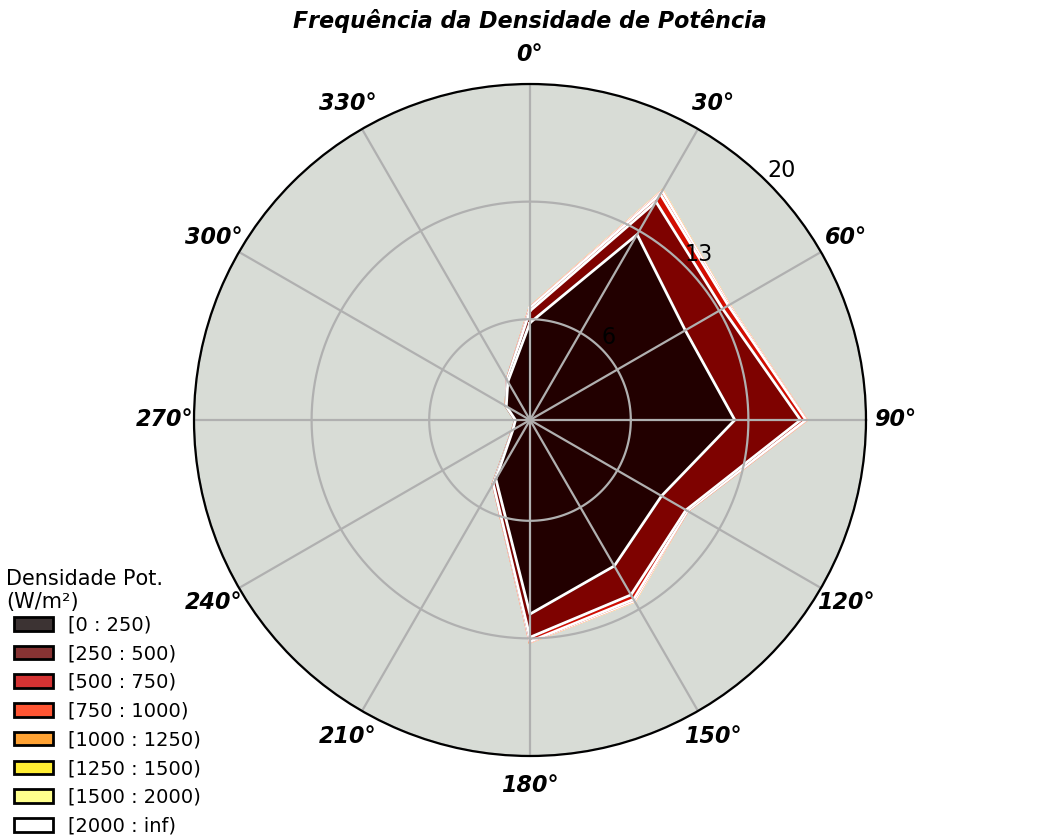 Frequência da Densidade de Potência
0°
30°
60°
90°
120°
150°
180°
210°
240°
270°
300°
330°
6
13
20
Densidade Pot.
(W/m²)
[0 : 250)
[250 : 500)
[500 : 750)
[750 : 1000)
[1000 : 1250)
[1250 : 1500)
[1500 : 2000)
[2000 : inf)